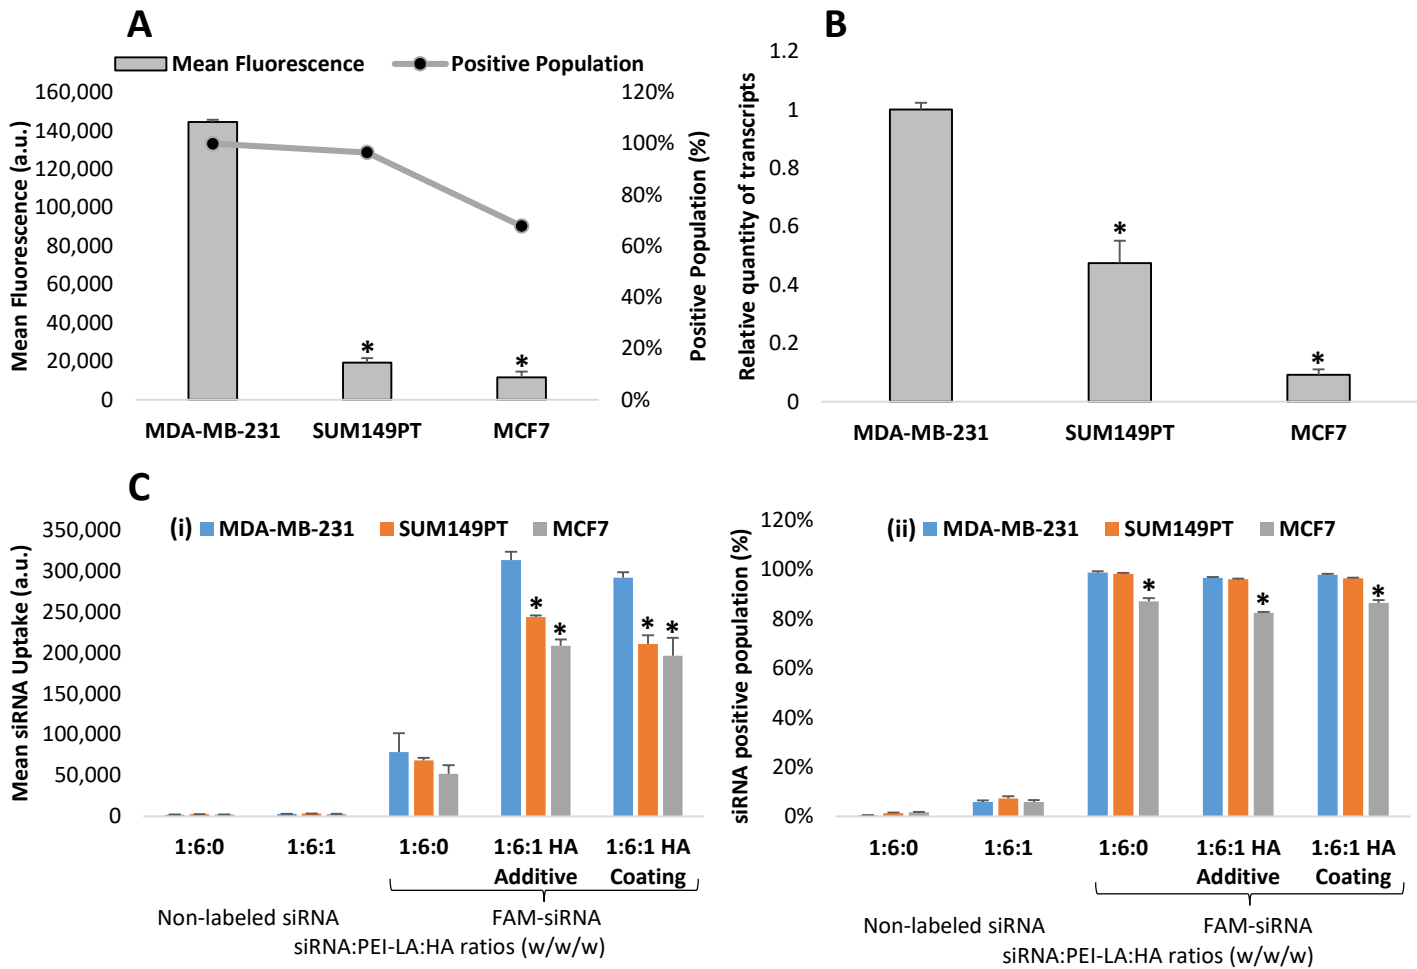 A
Mean Fluorescence
Positive Population
Mean Fluorescence (a.u.)
160,000
140,000
120,000
100,000
80,000
60,000
40,000
20,000
0
120%
100%
80%
60%
40%
20%
0%
Positive Population (%)
*
*
MDA-MB-231
SUM149PT
MCF7
B
Relative quantity of transcripts
1.2
1
0.8
0.6
0.4
0.2
0
*
*
MDA-MB-231
SUM149PT
MCF7
C
(i)
MDA-MB-231
SUM149PT
MCF7
Mean siRNA Uptake (a.u.)
350,000
300,000
250,000
200,000
150,000
100,000
50,000
0
*
*
*
*
1:6:0
1:6:1
1:6:0
1:6:1 HA
Additive
1:6:1 HA
Coating
Non-labeled siRNA
FAM-siRNA
siRNA:PEI-LA:HA ratios (w/w/w)
(ii)
MDA-MB-231
SUM149PT
MCF7
siRNA positive population (%)
120%
100%
80%
60%
40%
20%
0%
*
*
*
1:6:0
1:6:1
1:6:0
1:6:1 HA
Additive
1:6:1 HA
Coating
Non-labeled siRNA
FAM-siRNA
siRNA:PEI-LA:HA ratios (w/w/w)